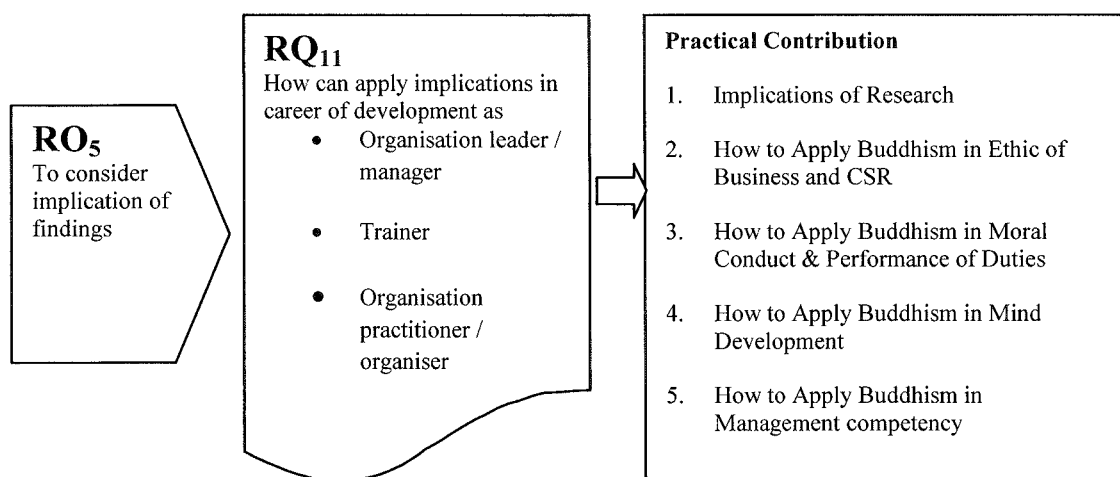 RO5
To consider
implication of
findings
RQ11
How can apply implications in
career of development as
• Organisation leader /
manager
• Trainer
• Organisation
practitioner /
organiser
Practical Contribution
1. Implications of Research
2. How to Apply Buddhism in Ethic of
Business and CSR
3. How to Apply Buddhism in Moral
Conduct & Performance of Duties
4. How to Apply Buddhism in Mind
Development
5. How to Apply Buddhism in
Management competency